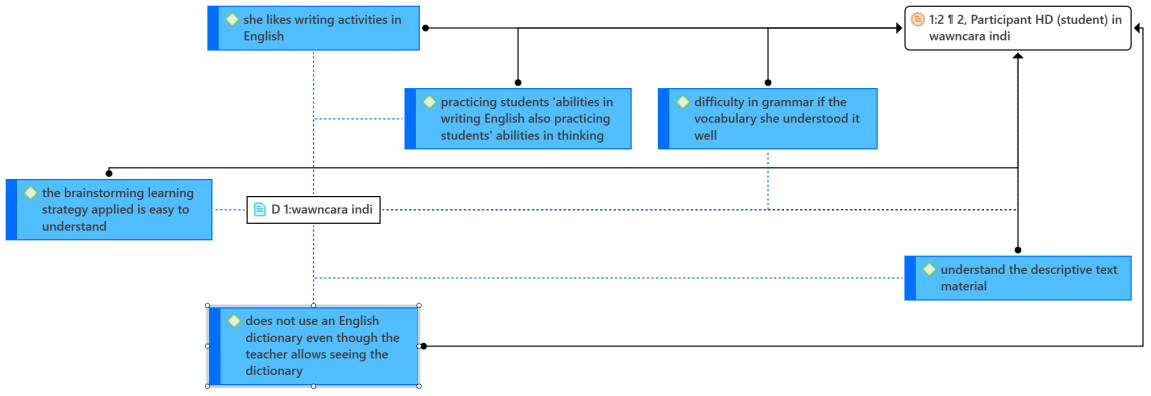 she likes writing activities in
English
1:2 ¶ 2, Participant HD (student) in
wawncara indi
practicing students 'abilities in
writing English also practicing
students' abilities in thinking
difficulty in grammar if the
vocabulary she understood it
well
the brainstorming learning
strategy applied is easy to
understand
D 1:wawncara indi
understand the descriptive text
material
does not use an English
dictionary even though the
teacher allows seeing the
dictionary